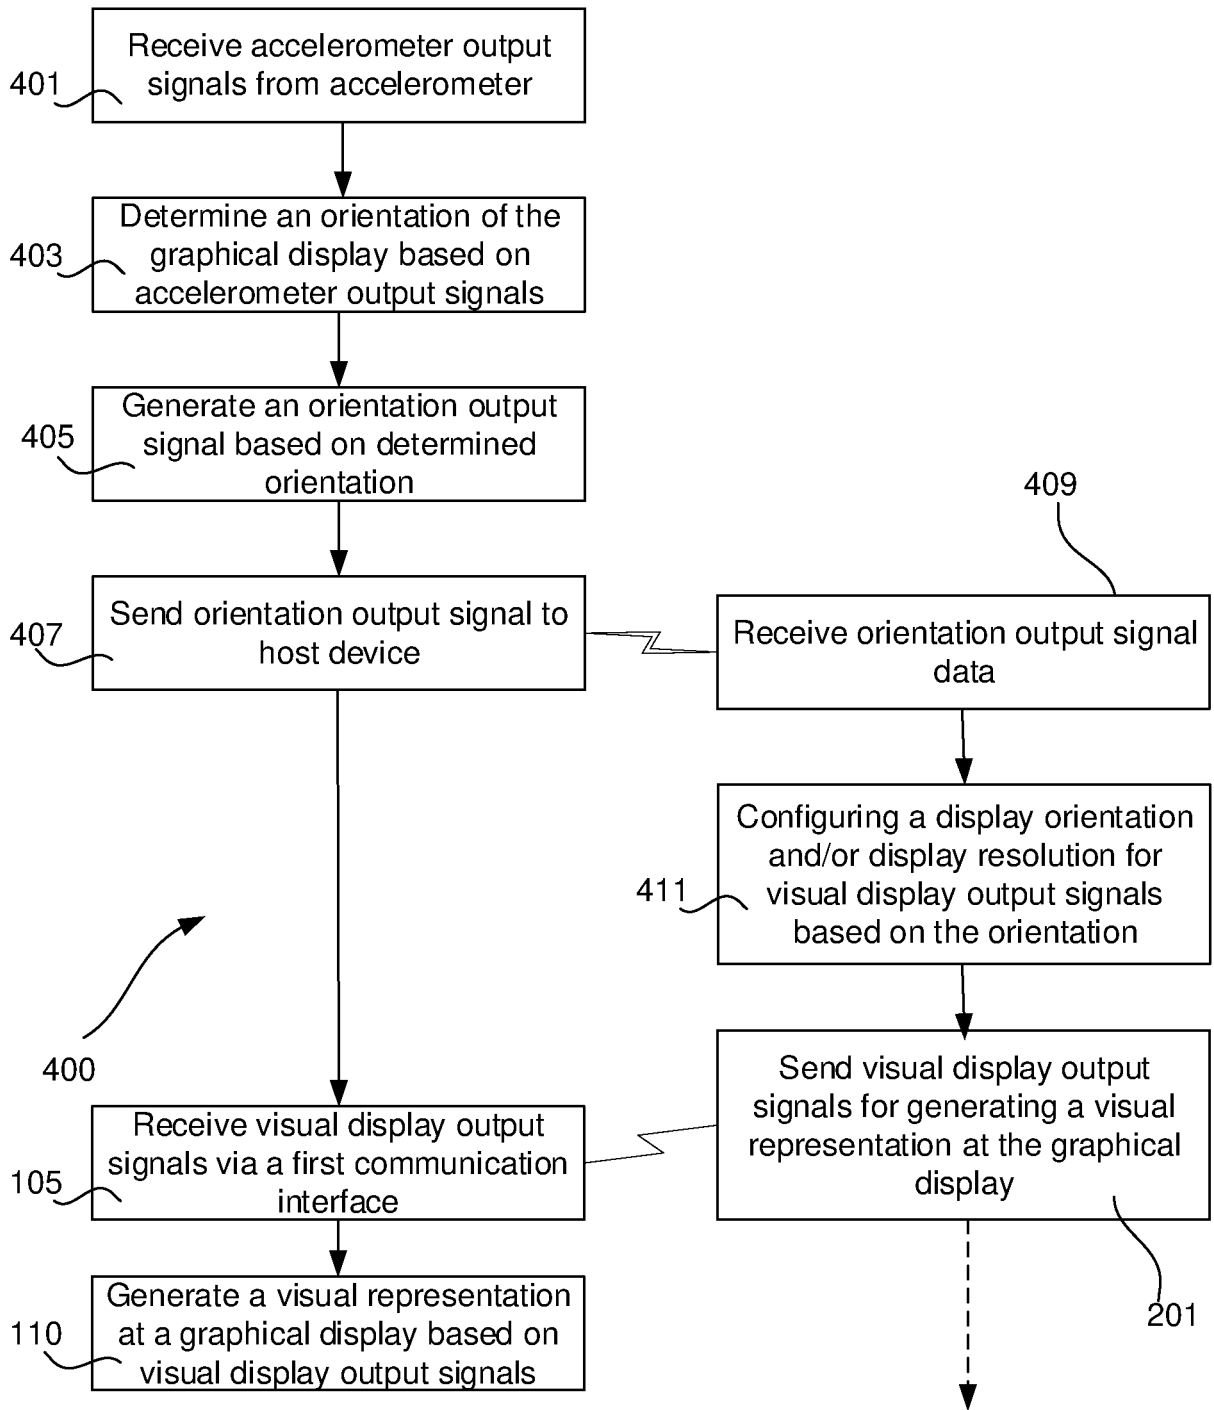 Receive accelerometer output
signals from accelerometer
401
Determine an orientation of the
graphical display based on
accelerometer output signals
403
Generate an orientation output
signal based on determined
orientation
405
Send orientation output signal to
host device
407
409
Receive orientation output signal
data
Configuring a display orientation
and/or display resolution for
visual display output signals
based on the orientation
411
400
Send visual display output
signals for generating a visual
representation at the graphical
display
201
Receive visual display output
signals via a first communication
interface
105
Generate a visual representation
at a graphical display based on
visual display output signals
110